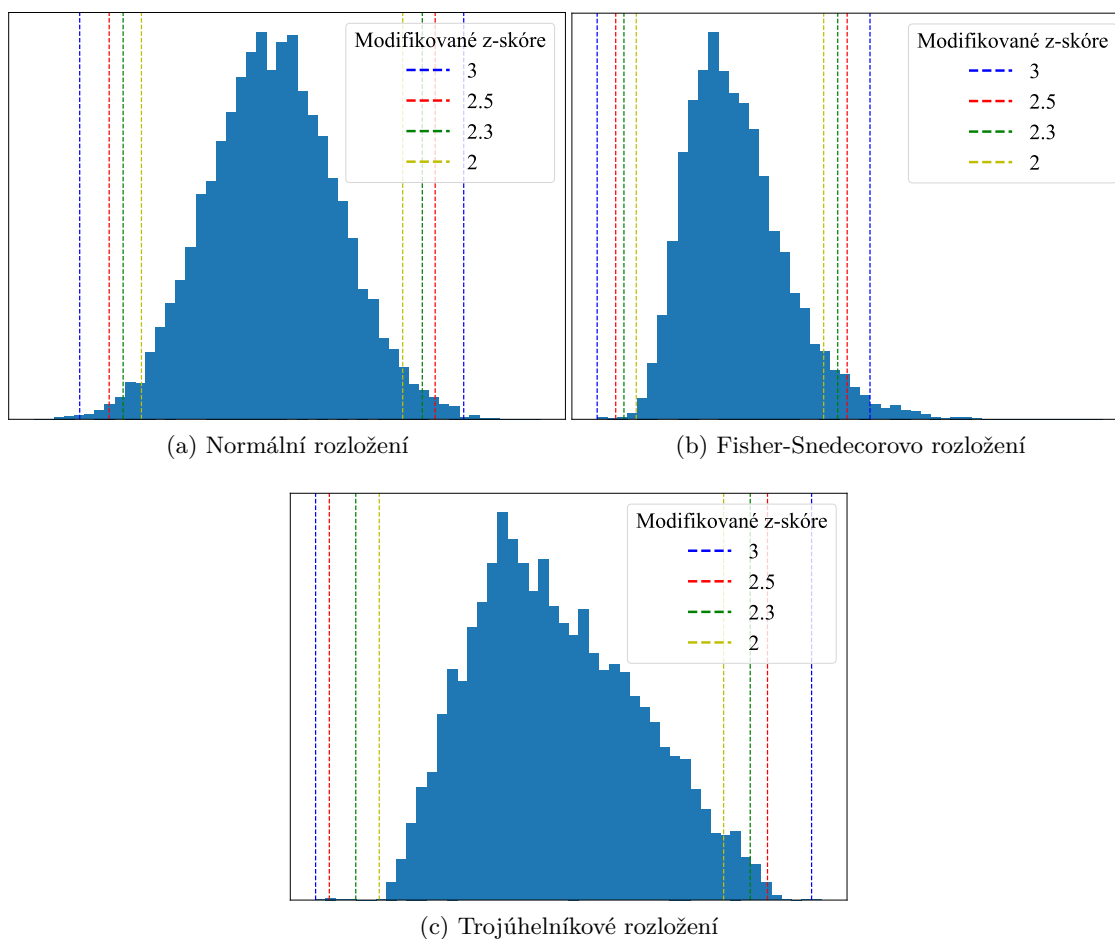 Modifikované z-skóre
3
2.5
2.3
2
Modifikované z-skóre
3
2.5
2.3
2
(a) Normální rozložení
(b) Fisher-Snedecorovo rozložení
Modifikované z-skóre
3
2.5
2.3
2
(c) Trojúhelníkové rozložení